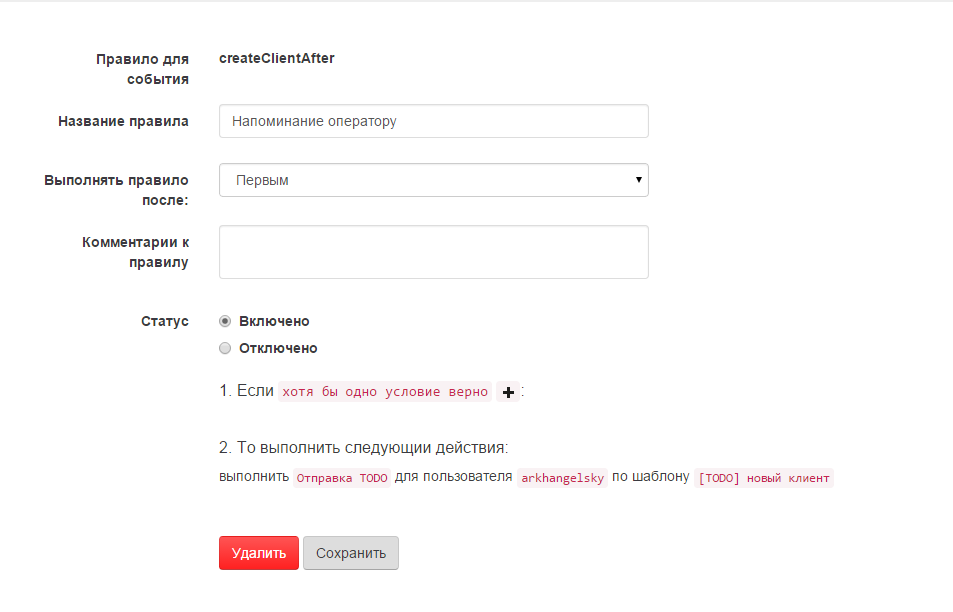 Правило для события
createClientAfter
Название правила
Напоминание оператору
Выполнять правило после:
Первым
Комментарии к правилу
Статус
Включено
Отключено
1. Если хотя бы одно условие верно +:
2. То выполнить следующии действия:
выполнить Отправка TODO для пользователя arkhangelsky по шаблону [TODO] новый клиент
Удалить Сохранить